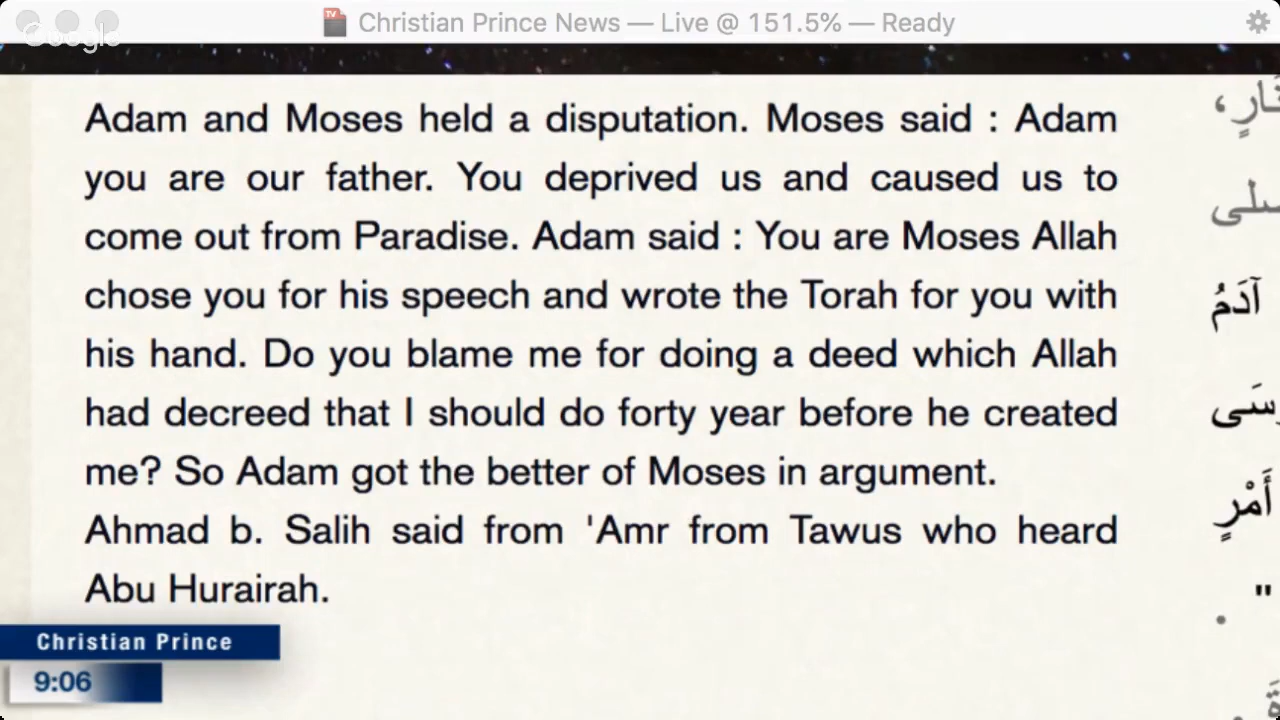 Christian Prince News — Live @ 151.5% — Ready
Google
Adam and Moses held a disputation. Moses said : Adam
you are our father. You deprived us and caused us to
come out from Paradise. Adam said : You are Moses Allah
chose you for his speech and wrote the Torah for you with
his hand. Do you blame me for doing a deed which Allah
had decreed that I should do forty year before he created
me? So Adam got the better of Moses in argument.
Ahmad b. Salih said from 'Amr from Tawus who heard
Abu Hurairah.
آدَمُ
أَمْرٍ
" .
Christian Prince
9:06